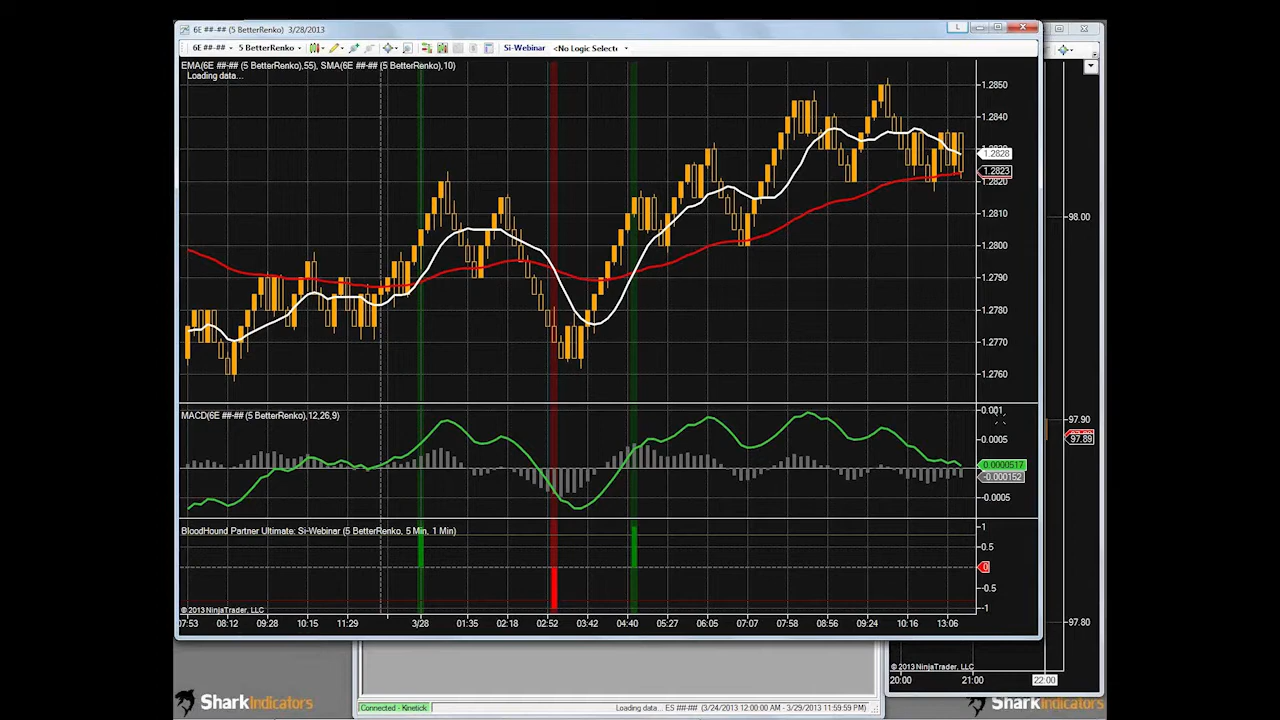 6E ##-## (5 BetterRenko) 3/28/2013
6E ##-## 5 BetterRenko Si-Webinar <No Logic Select:
EMA(6E ##-## (5 BetterRenko),55), SMA(6E ##-## (5 BetterRenko),10)
Loading data...
1.2850
1.2840
1.2828
1.2823
1.2820
1.2810
1.2800
1.2790
1.2780
1.2770
1.2760
MACD(6E ##-## (5 BetterRenko),12,26,9)
0.001
0.0005
0.0000517
-0.000152
-0.0005
BloodHound Partner Ultimate: Si-Webinar (5 BetterRenko, 5 Min, 1 Min)
1
0.5
0
-0.5
-1
© 2013 NinjaTrader, LLC
07:53 08:12 09:28 10:15 11:29 3/28 01:35 02:18 02:52 03:42 04:40 05:27 06:05 07:07 07:58 08:56 09:24 10:16 13:06
98.00
97.90
97.89
97.80
© 2013 NinjaTrader, LLC
20:00 21:00 22:00
SharkIndicators
SharkIndicators
Connected - Kinetick Loading data... ES ##-## (3/24/2013 12:00:00 AM - 3/29/2013 11:59:59 PM)